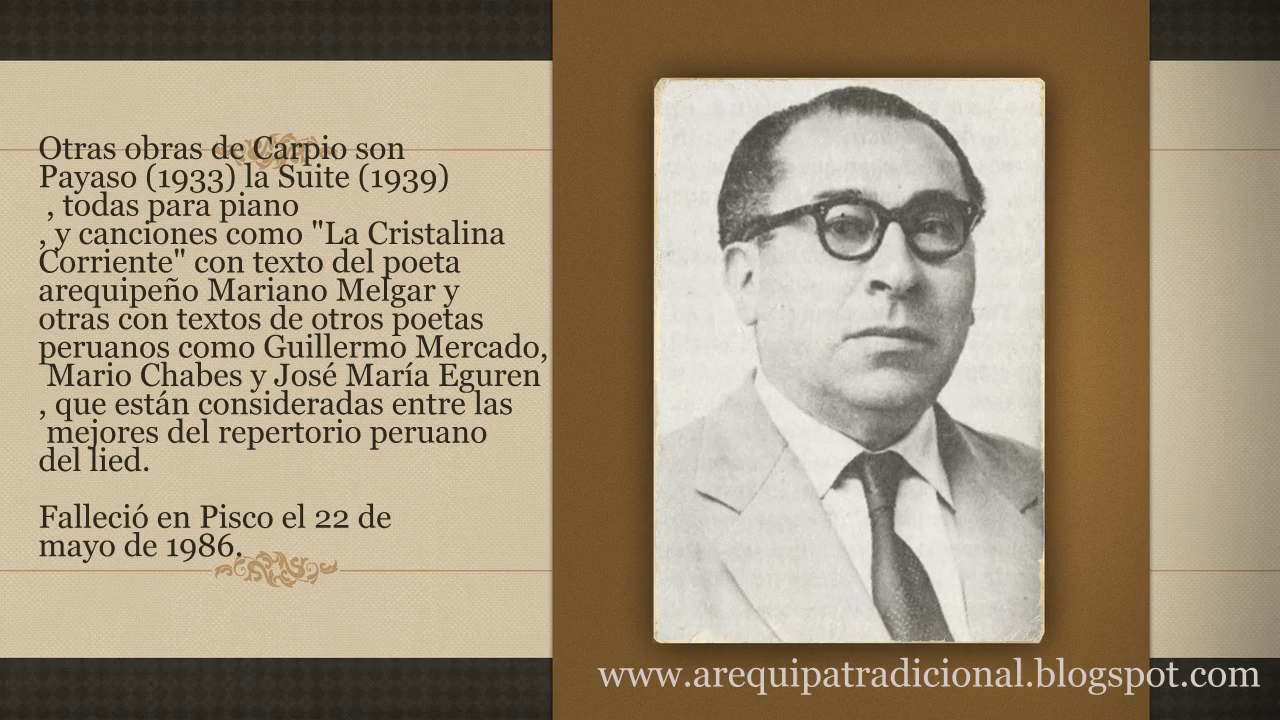 Otras obras de Carpio son
Payaso (1933) la Suite (1939)
, todas para piano
, y canciones como "La Cristalina
Corriente" con texto del poeta
arequipeño Mariano Melgar y
otras con textos de otros poetas
peruanos como Guillermo Mercado,
Mario Chabes y José María Eguren
, que están consideradas entre las
mejores del repertorio peruano
del lied.
Falleció en Pisco el 22 de
mayo de 1986.
www.arequipatradicional.blogspot.com